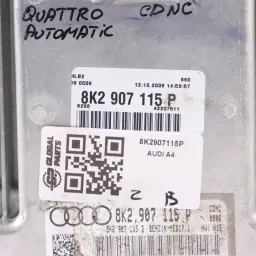 QUATTRO CDNC
AUTOMATIC
13.10.2008
8K2 907 115 P
8K2907115P
AUDI A4
GLOBAL
PARTS
Z B
8K2 907 115 P
CDNC